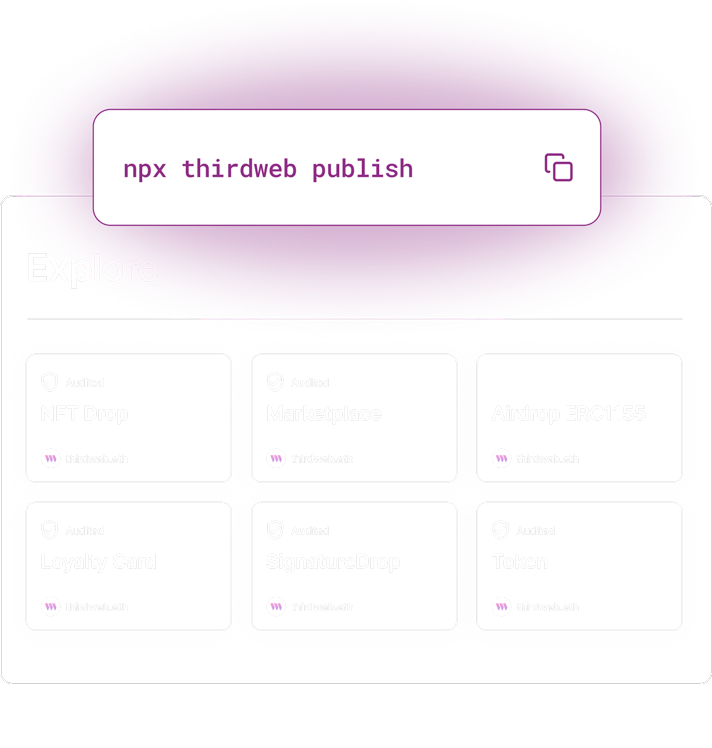 npx thirdweb publish
Explore
Audited
NFT Drop
thirdweb.eth
Audited
Marketplace
thirdweb.eth
Airdrop ERC1155
thirdweb.eth
Audited
Loyalty Card
thirdweb.eth
Audited
SignatureDrop
thirdweb.eth
Audited
Token
thirdweb.eth